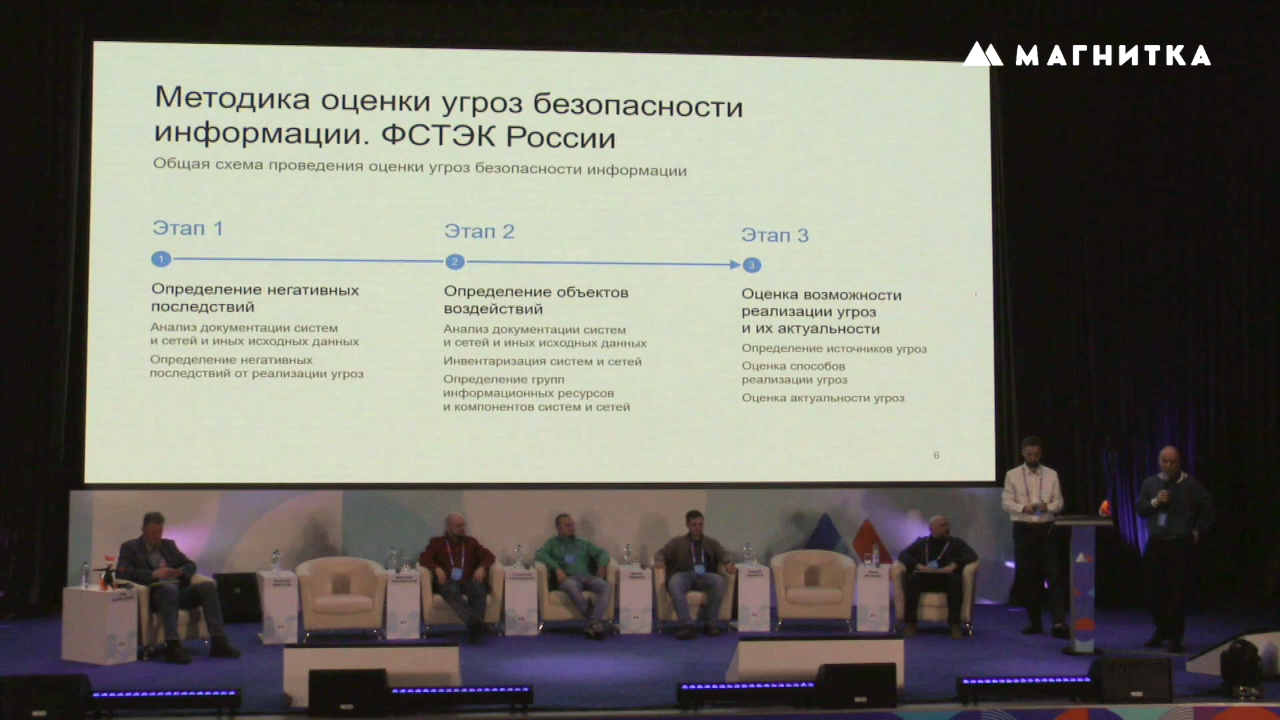 МАГНИТКА
Методика оценки угроз безопасности
информации. ФСТЭК России
Общая схема проведения оценки угроз безопасности информации
Этап 1
1
Определение негативных
последствий
Анализ документации систем
и сетей и иных исходных данных
Определение негативных
последствий от реализации угроз
Этап 2
2
Определение объектов
воздействий
Анализ документации систем
и сетей и иных исходных данных
Инвентаризация систем и сетей
Определение групп
информационных ресурсов
и компонентов систем и сетей
Этап 3
3
Оценка возможности
реализации угроз
и их актуальности
Определение источников угроз
Оценка способов
реализации угроз
Оценка актуальности угроз
6